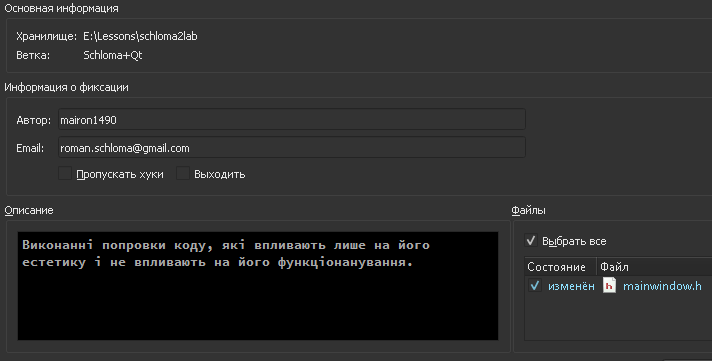 Основная информация
Хранилище: E:\Lessons\schloma2lab
Ветка: Schloma+Qt
Информация о фиксации
Автор: mairon1490
Email: roman.schloma@gmail.com
Пропускать хуки Выходить
Описание Файлы
Виконанні попровки коду, які впливають лише на його
естетику і не впливають на його функціонанування.
Выбрать все
Состояние Файл
изменён h mainwindow.h